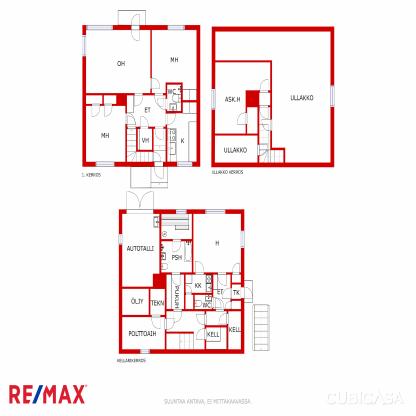 OH
MH
WC
ET
MH
VH
K
1. KERROS
ASK.H
ULLAKKO
ULLAKKO
ULLAKKO KERROS
AUTOTALLI
H
PSH
KK
ET
TK
WC
ÖLJY
TEKN
PUKUH
POLTTOAIH
KELL
KELL
KELLARIKERROS
RE/MAX
SUUNTAA ANTAVA, EI MITTAKAAVASSA
CUBICASA